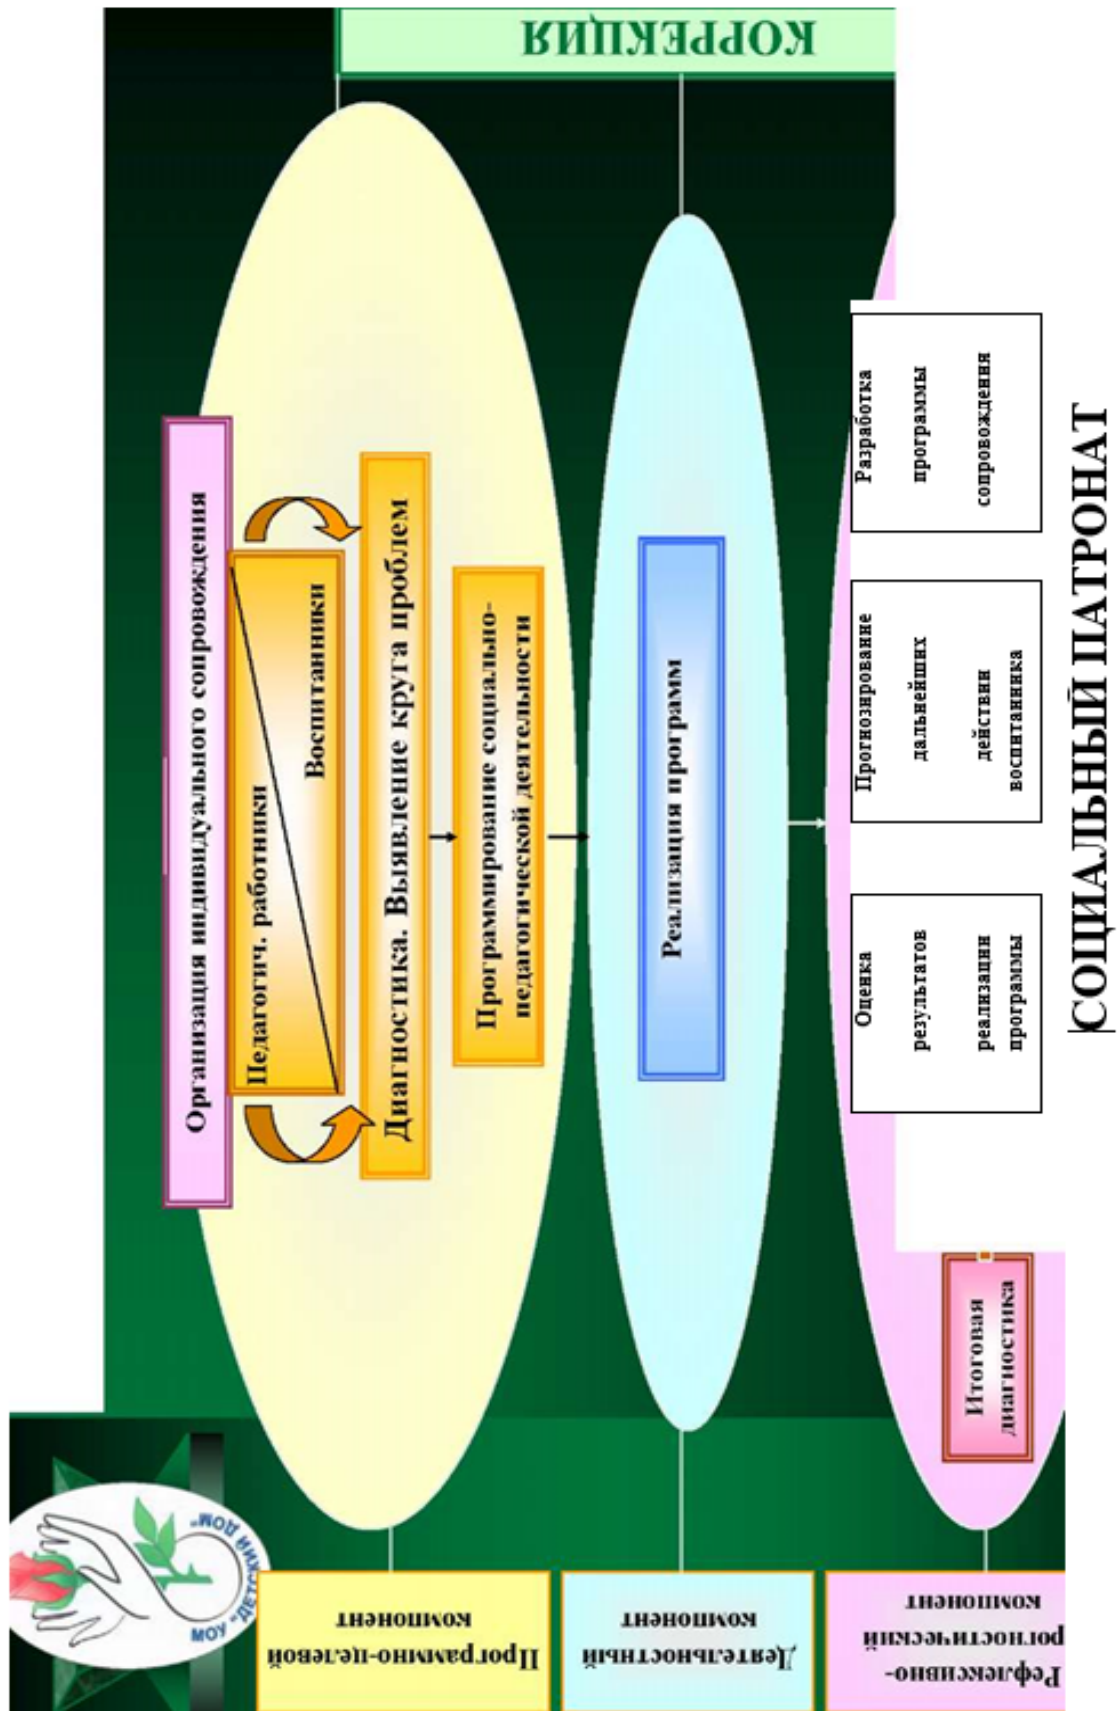 МОУ "ДЕТСКИЙ ДОМ"
Организация индивидуального сопровождения
Педагогич. работники
Воспитанники
Диагностика. Выявление круга проблем
Программирование социально-
педагогической деятельности
Реализация программ
Итоговая
диагностика
Оценка
результатов
реализации
программы
Прогнозирование
дальнейших
действии
воспитанника
Разработка
программы
сопровождения
Программно-целевой
компонент
Деятельностный
компонент
Рефлексивно-
рогностический
компонент
КОРРЕКЦИЯ
СОЦИАЛЬНЫЙ ПАТРОНАТ